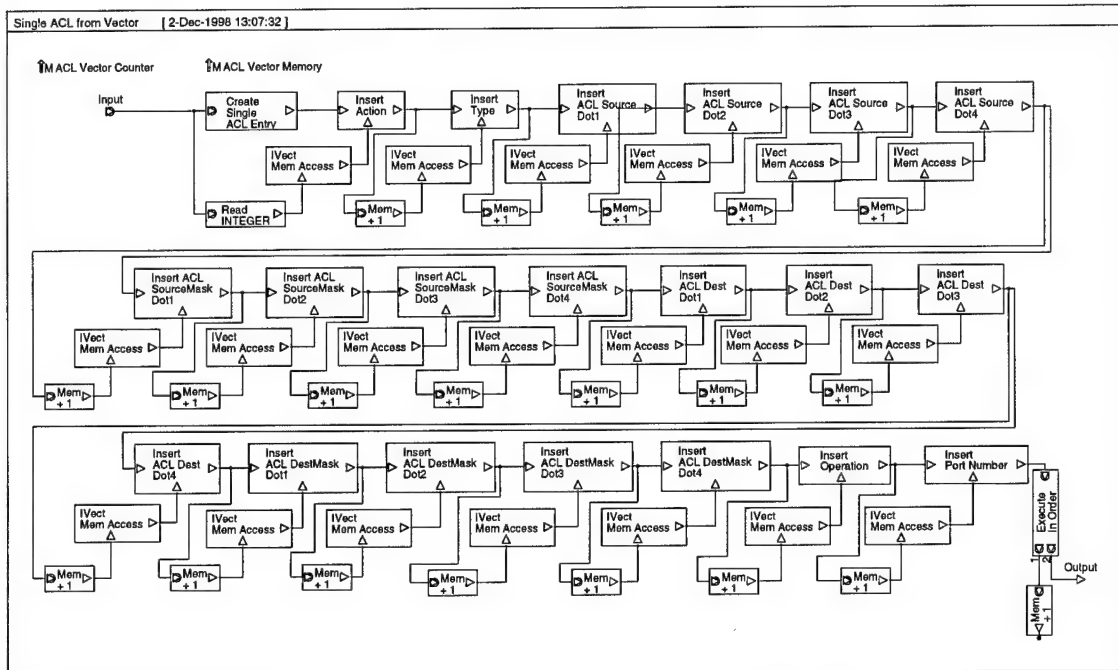 Single ACL from Vector [ 2-Dec-1998 13:07:32 ]
⇑M ACL Vector Counter ⇑M ACL Vector Memory
Input
Create
Single
ACL Entry
Insert
Action
Insert
Type
Insert
ACL Source
Dot1
Insert
ACL Source
Dot2
Insert
ACL Source
Dot3
Insert
ACL Source
Dot4
IVect
Mem Access
IVect
Mem Access
IVect
Mem Access
IVect
Mem Access
IVect
Mem Access
IVect
Mem Access
Read
INTEGER
Mem
+ 1
Mem
+ 1
Mem
+ 1
Mem
+ 1
Mem
+ 1
Insert ACL
SourceMask
Dot1
Insert ACL
SourceMask
Dot2
Insert ACL
SourceMask
Dot3
Insert ACL
SourceMask
Dot4
Insert
ACL Dest
Dot1
Insert
ACL Dest
Dot2
Insert
ACL Dest
Dot3
IVect
Mem Access
IVect
Mem Access
IVect
Mem Access
IVect
Mem Access
IVect
Mem Access
IVect
Mem Access
IVect
Mem Access
Mem
+ 1
Mem
+ 1
Mem
+ 1
Mem
+ 1
Mem
+ 1
Mem
+ 1
Mem
+ 1
Insert
ACL Dest
Dot4
Insert
ACL DestMask
Dot1
Insert
ACL DestMask
Dot2
Insert
ACL DestMask
Dot3
Insert
ACL DestMask
Dot4
Insert
Operation
Insert
Port Number
IVect
Mem Access
IVect
Mem Access
IVect
Mem Access
IVect
Mem Access
IVect
Mem Access
IVect
Mem Access
IVect
Mem Access
Mem
+ 1
Mem
+ 1
Mem
+ 1
Mem
+ 1
Mem
+ 1
Mem
+ 1
Mem
+ 1
Execute
In Order
1
2
Output
Mem
+ 1